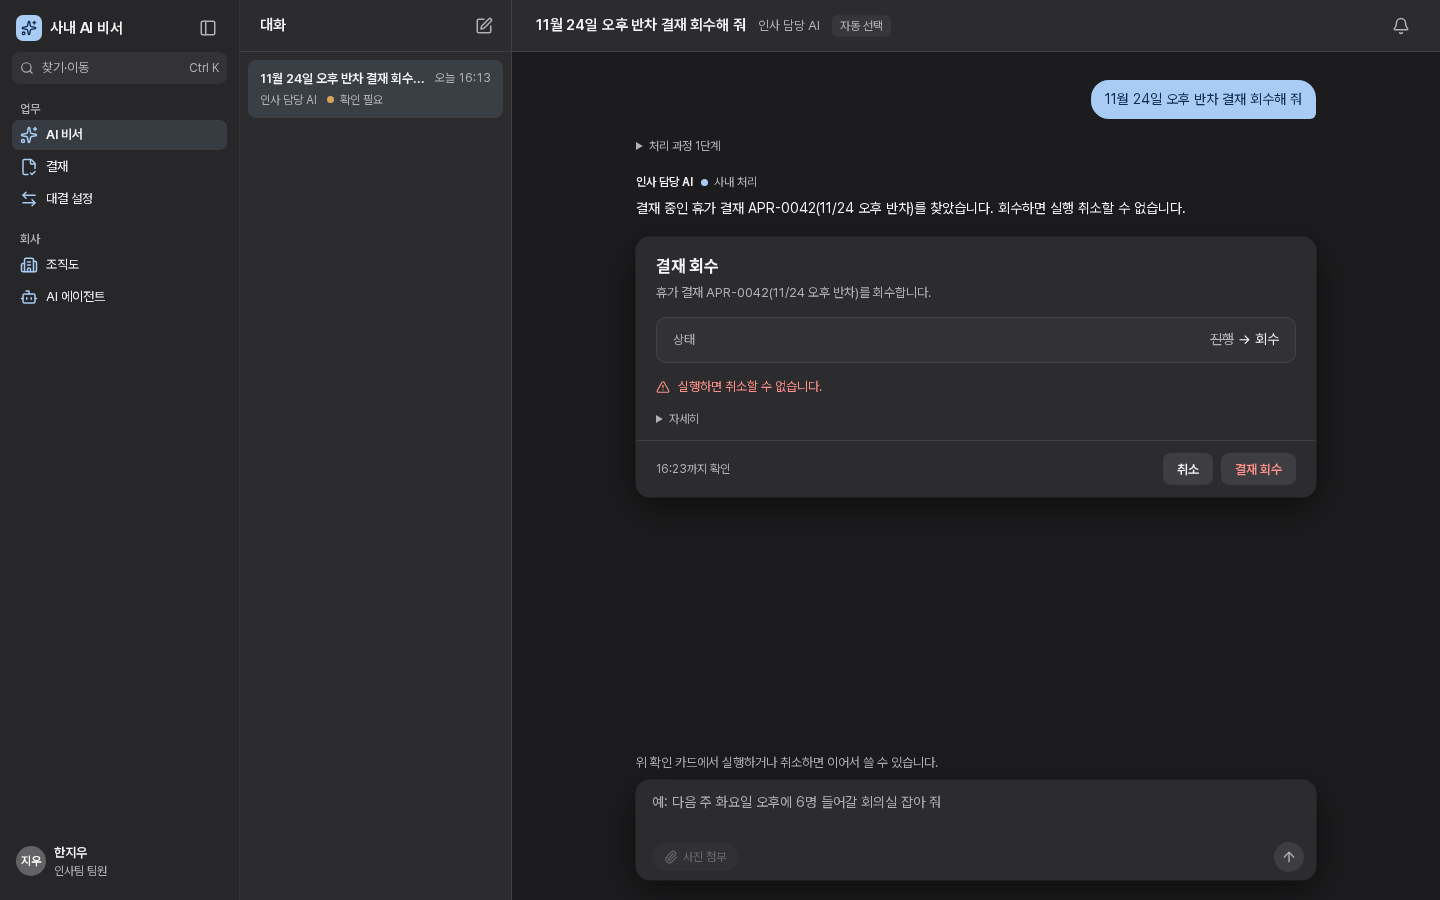 사내 AI 비서
찾기·이동
Ctrl K
업무
AI 비서
결재
대결 설정
회사
조직도
AI 에이전트
지우
한지우
인사팀 팀원
대화
11월 24일 오후 반차 결재 회수...
오늘 16:13
인사 담당 AI
확인 필요
11월 24일 오후 반차 결재 회수해 줘
인사 담당 AI
자동 선택
11월 24일 오후 반차 결재 회수해 줘
처리 과정 1단계
인사 담당 AI
사내 처리
결재 중인 휴가 결재 APR-0042(11/24 오후 반차)를 찾았습니다. 회수하면 실행 취소할 수 없습니다.
결재 회수
휴가 결재 APR-0042(11/24 오후 반차)를 회수합니다.
상태
진행 → 회수
실행하면 취소할 수 없습니다.
자세히
16:23까지 확인
취소
결재 회수
위 확인 카드에서 실행하거나 취소하면 이어서 쓸 수 있습니다.
예: 다음 주 화요일 오후에 6명 들어갈 회의실 잡아 줘
사진 첨부